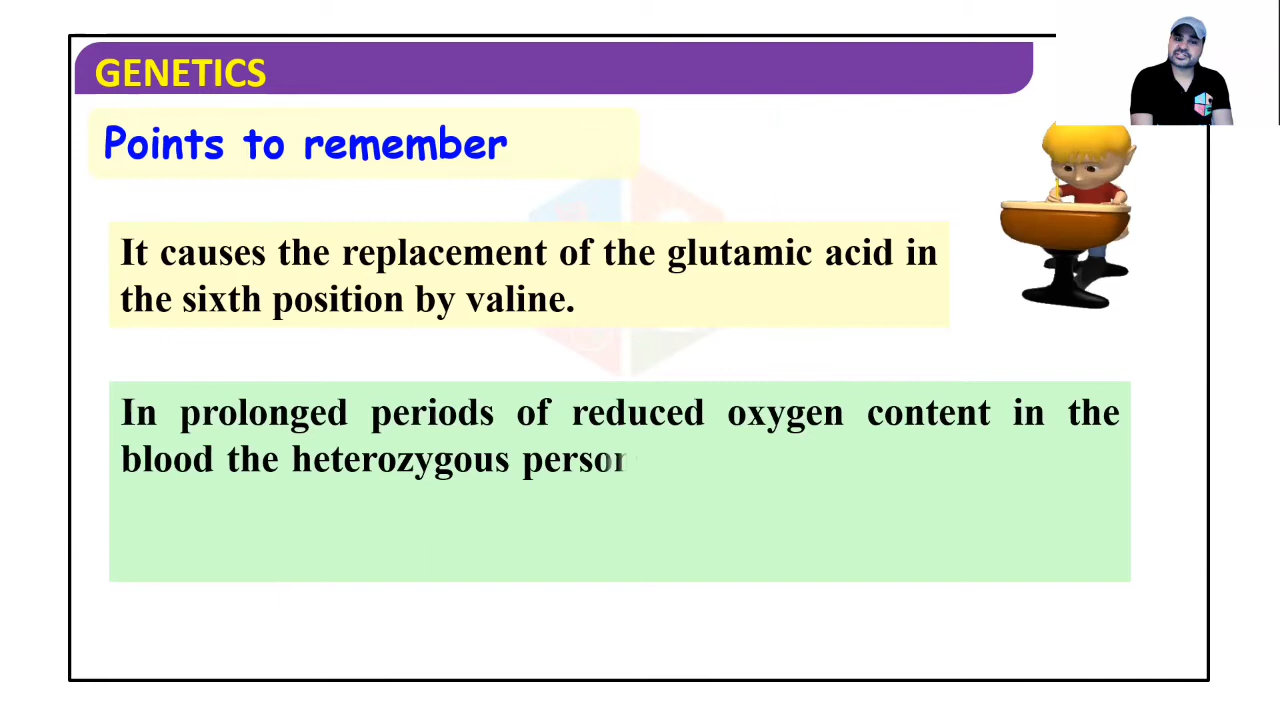 GENETICS
Points to remember
It causes the replacement of the glutamic acid in
the sixth position by valine.
In prolonged periods of reduced oxygen content in the
blood the heterozygous person